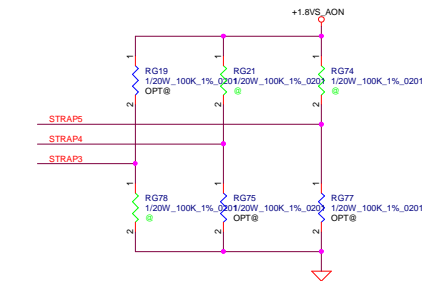 +1.8VS_AON
1
1
1
RG19
RG21
RG74
1/20W_100K_1%_0201
1/20W_100K_1%_0201
1/20W_100K_1%_0201
OPT@
@
@
2
2
2
STRAP5
STRAP4
STRAP3
1
1
1
RG78
RG75
RG77
1/20W_100K_1%_0201
1/20W_100K_1%_0201
1/20W_100K_1%_0201
@
OPT@
OPT@
2
2
2